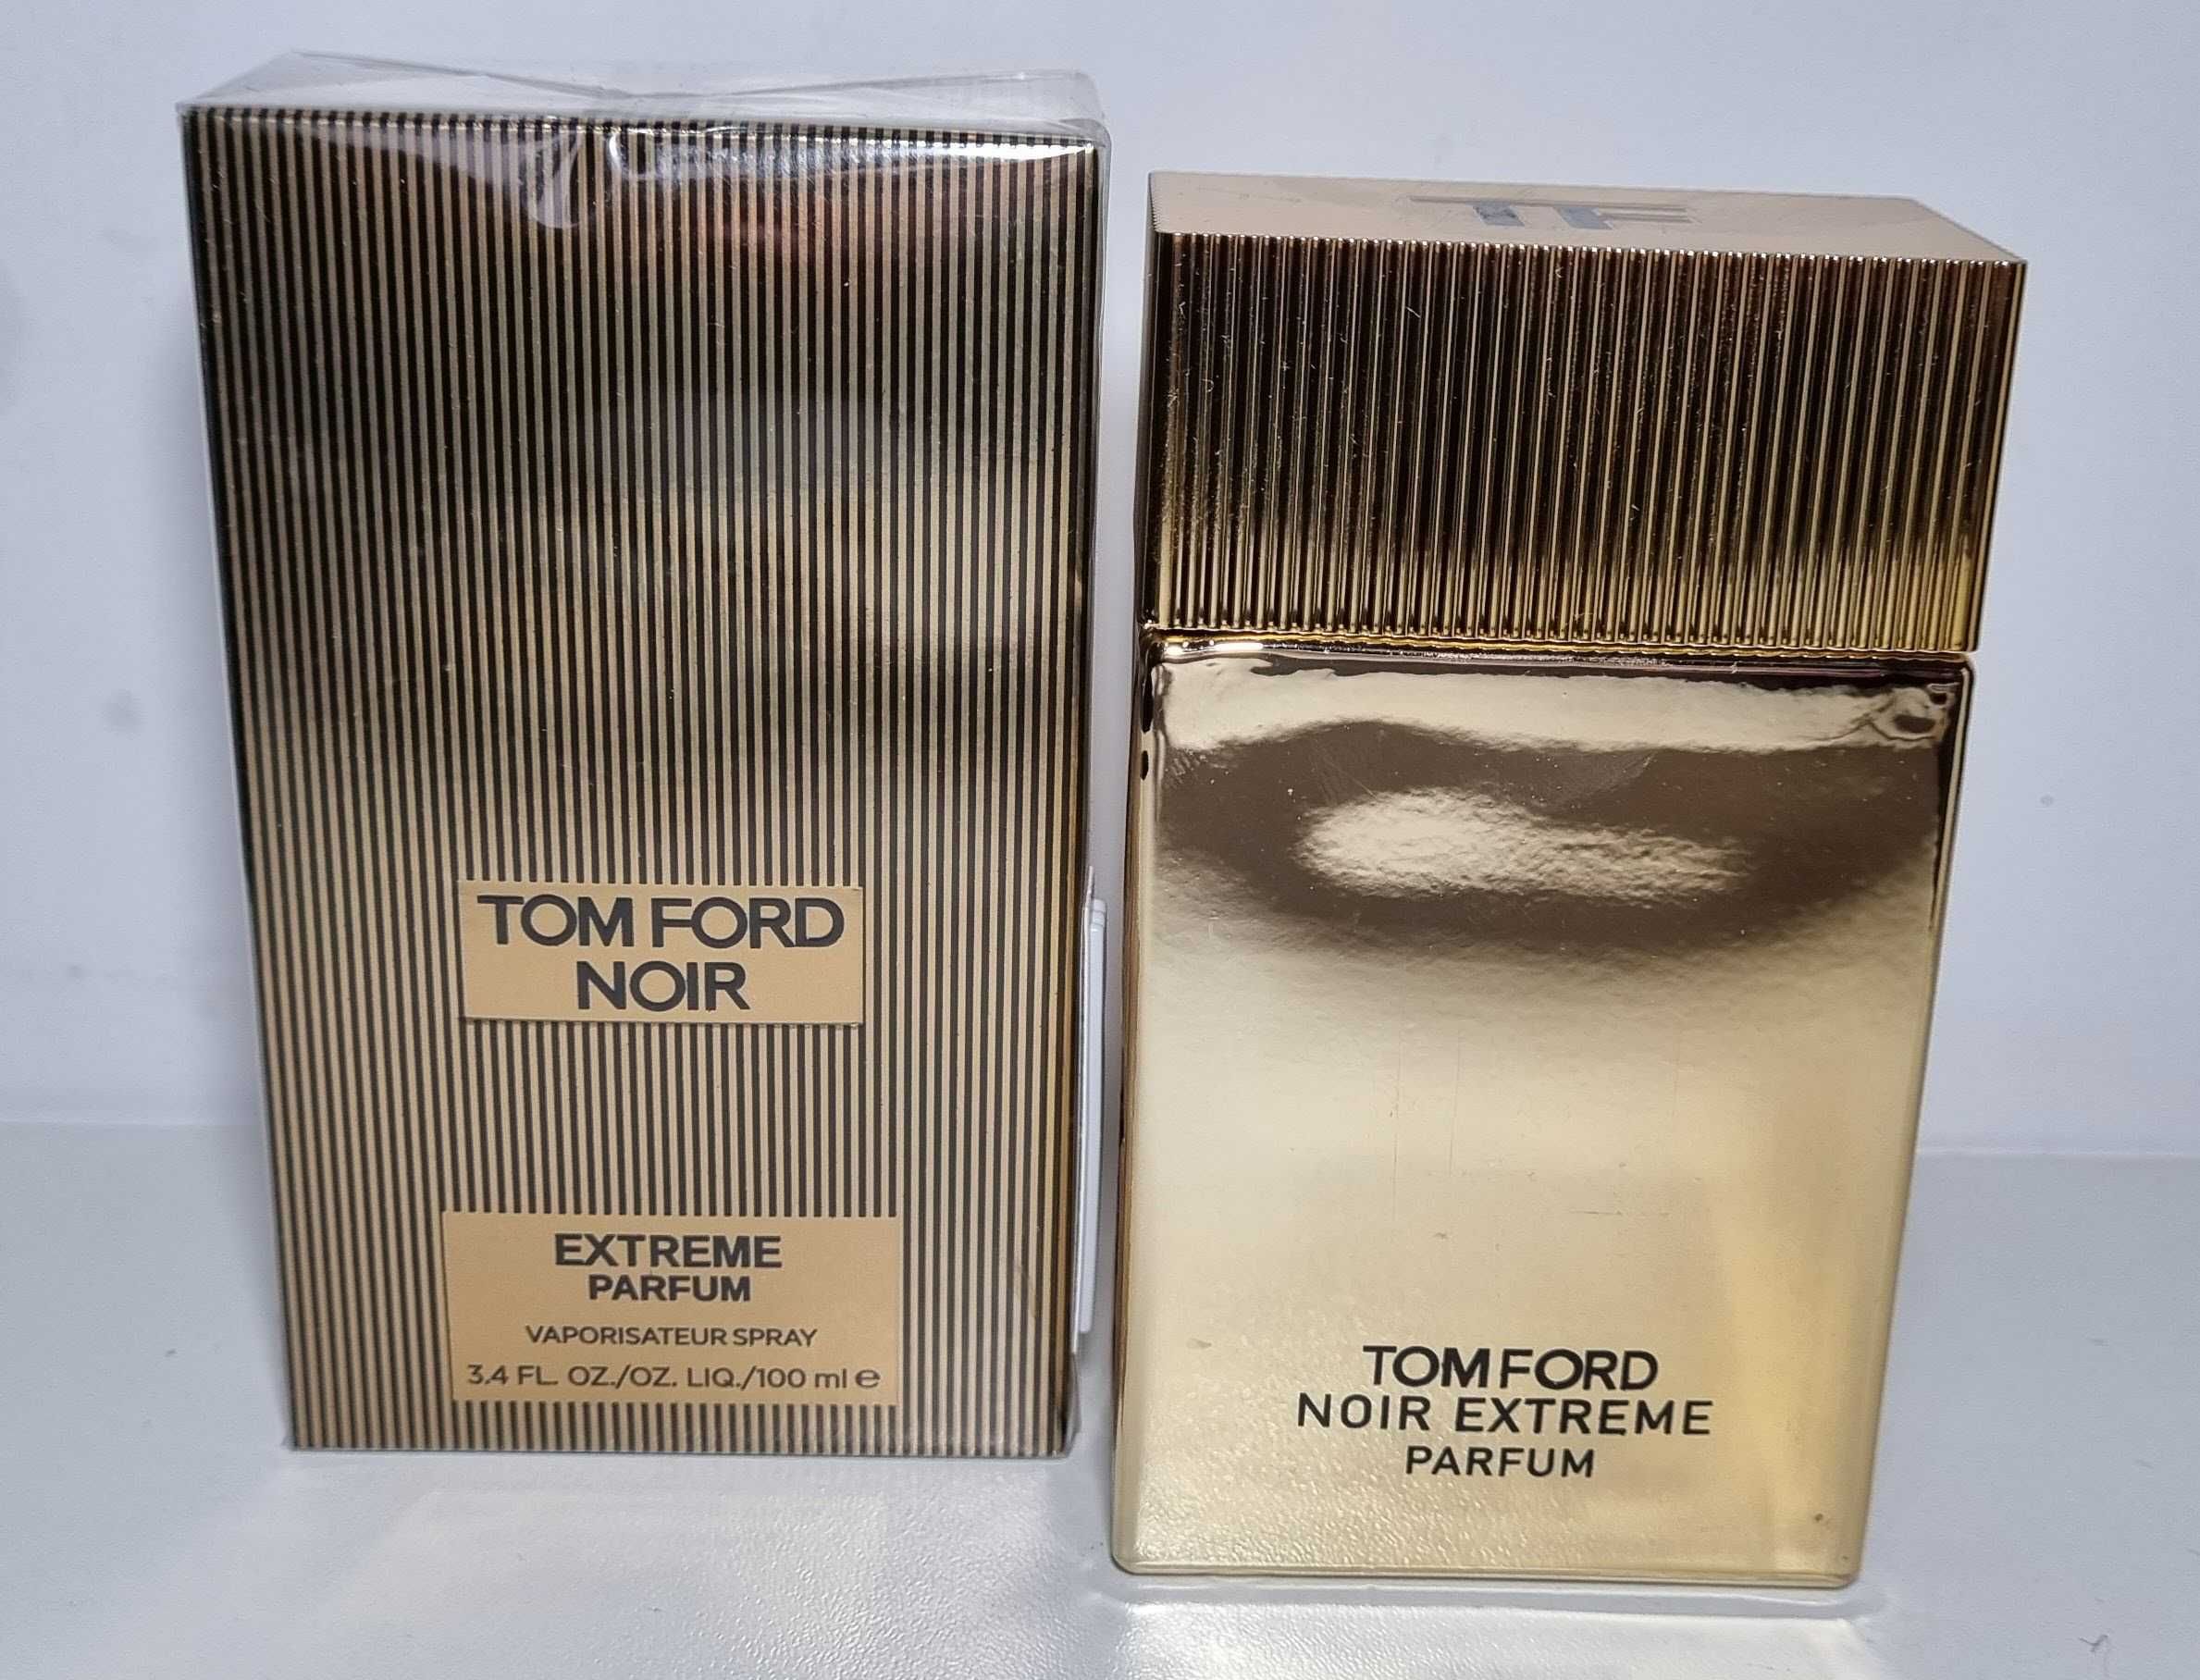 TOM FORD
NOIR
EXTREME
PARFUM
VAPORISATEUR SPRAY
3.4 FL. OZ./OZ. LIQ./100 ml e
TF
TOM FORD
NOIR EXTREME
PARFUM